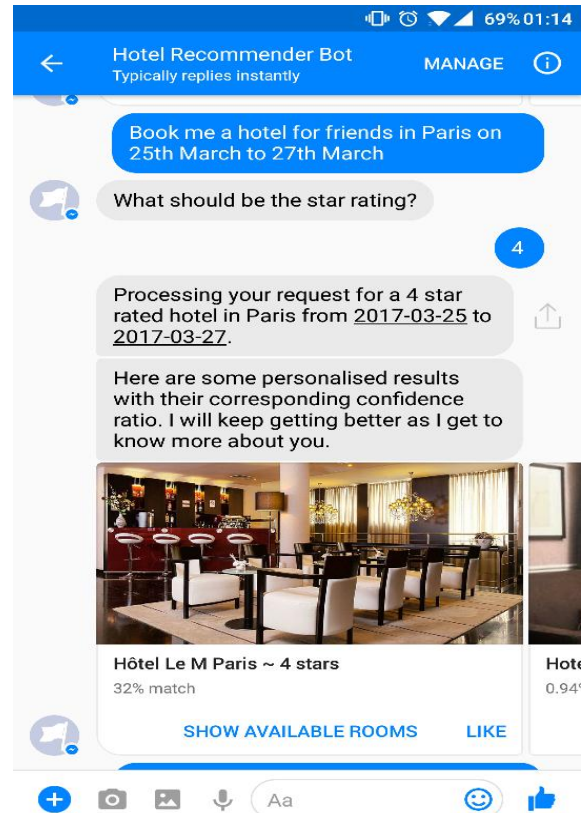 69% 01:14
Hotel Recommender Bot
Typically replies instantly
MANAGE
Book me a hotel for friends in Paris on
25th March to 27th March
What should be the star rating?
4
Processing your request for a 4 star
rated hotel in Paris from 2017-03-25 to
2017-03-27.
Here are some personalised results
with their corresponding confidence
ratio. I will keep getting better as I get to
know more about you.
Hôtel Le M Paris ~ 4 stars
32% match
SHOW AVAILABLE ROOMS
LIKE
Hote
0.94%
Aa